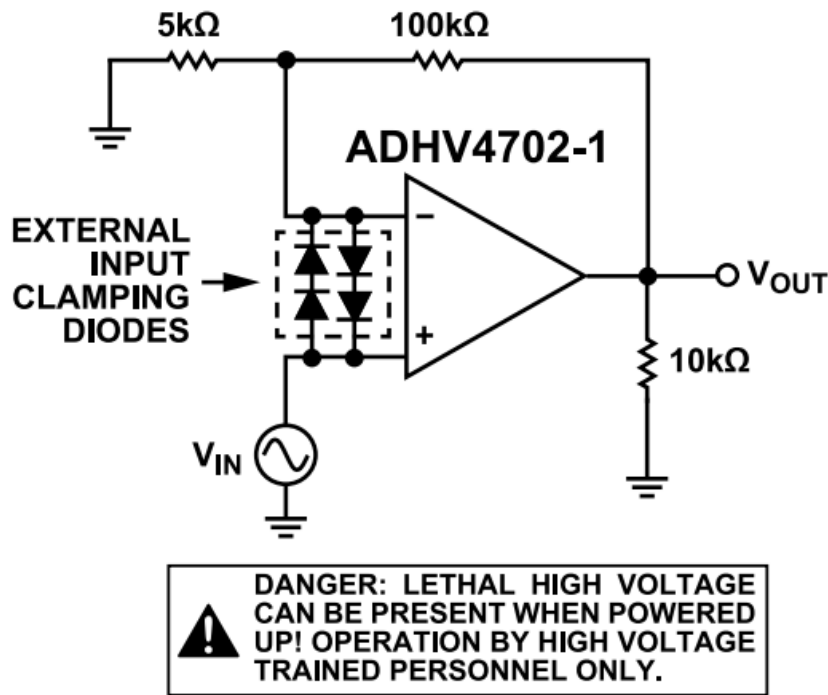 5kΩ
100kΩ
ADHV4702-1
EXTERNAL
INPUT
CLAMPING
DIODES
−
+
VOUT
10kΩ
VIN
DANGER: LETHAL HIGH VOLTAGE
CAN BE PRESENT WHEN POWERED
UP! OPERATION BY HIGH VOLTAGE
TRAINED PERSONNEL ONLY.